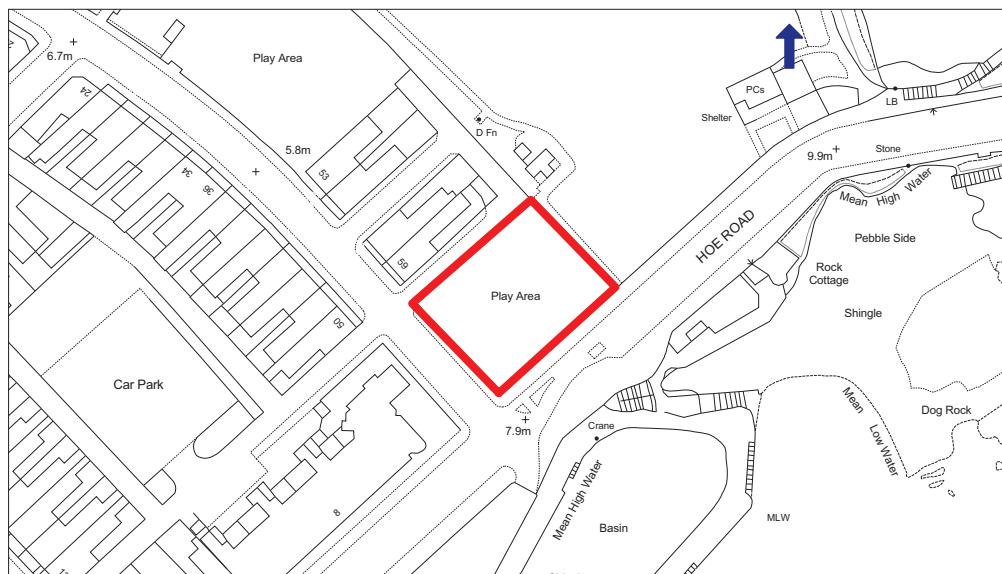 6.7m
Play Area
24
PCs
LB
Shelter
D Fn
5.8m
53
34
36
9.9m
Stone
Mean High Water
HOE ROAD
Pebble Side
59
Rock
Cottage
Play Area
Shingle
50
Car Park
Dog Rock
Mean
Low Water
7.9m
Crane
Mean High Water
8
MLW
Basin